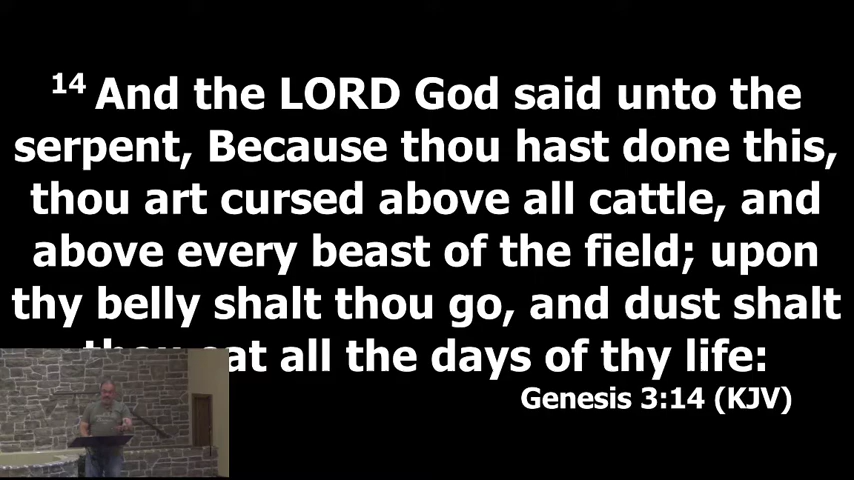 14 And the LORD God said unto the
serpent, Because thou hast done this,
thou art cursed above all cattle, and
above every beast of the field; upon
thy belly shalt thou go, and dust shalt
thou eat all the days of thy life:
Genesis 3:14 (KJV)